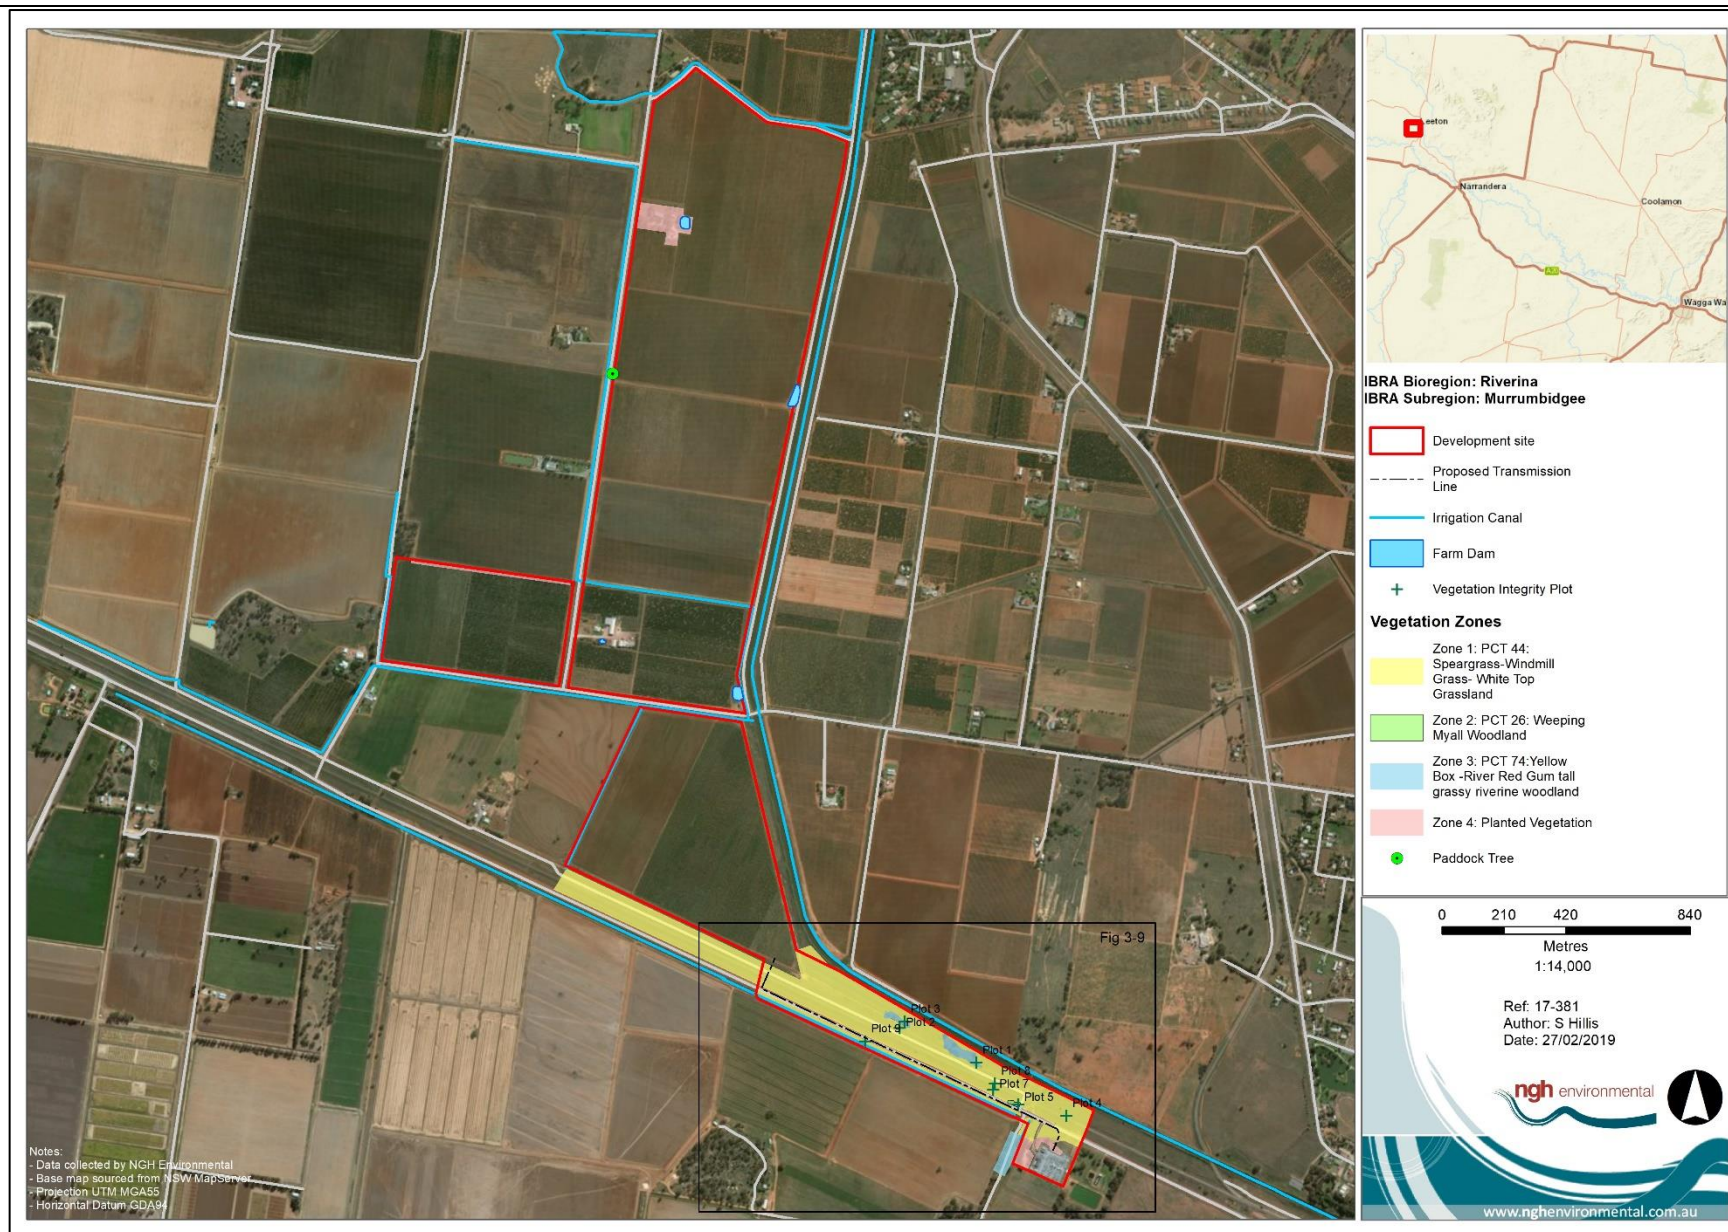 Leeton
Narrandera
Coolamon
A20
Wagga Wa
IBRA Bioregion: Riverina
IBRA Subregion: Murrumbidgee
Development site
Proposed Transmission
Line
Irrigation Canal
Farm Dam
Vegetation Integrity Plot
Vegetation Zones
Zone 1: PCT 44:
Speargrass-Windmill
Grass- White Top
Grassland
Zone 2: PCT 26: Weeping
Myall Woodland
Zone 3: PCT 74:Yellow
Box -River Red Gum tall
grassy riverine woodland
Zone 4: Planted Vegetation
Paddock Tree
0 210 420 840
Metres
1:14,000
Ref: 17-381
Author: S Hillis
Date: 27/02/2019
ngh environmental
www.nghenvironmental.com.au
Fig 3-9
Plot 3
Plot 2
Plot 9
Plot 1
Plot 8
Plot 7
Plot 5
Plot 4
Notes:
- Data collected by NGH Environmental
- Base map sourced from NSW MapServer
- Projection UTM MGA55
- Horizontal Datum GDA94